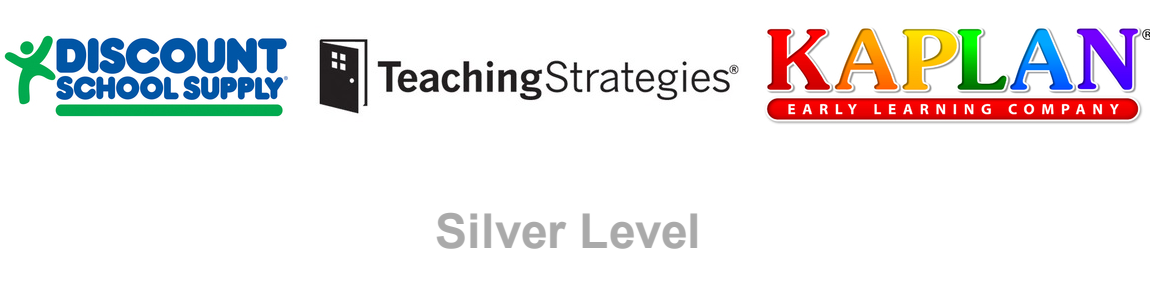 DISCOUNT
SCHOOL SUPPLY®
TeachingStrategies®
KAPLAN®
EARLY LEARNING COMPANY
Silver Level